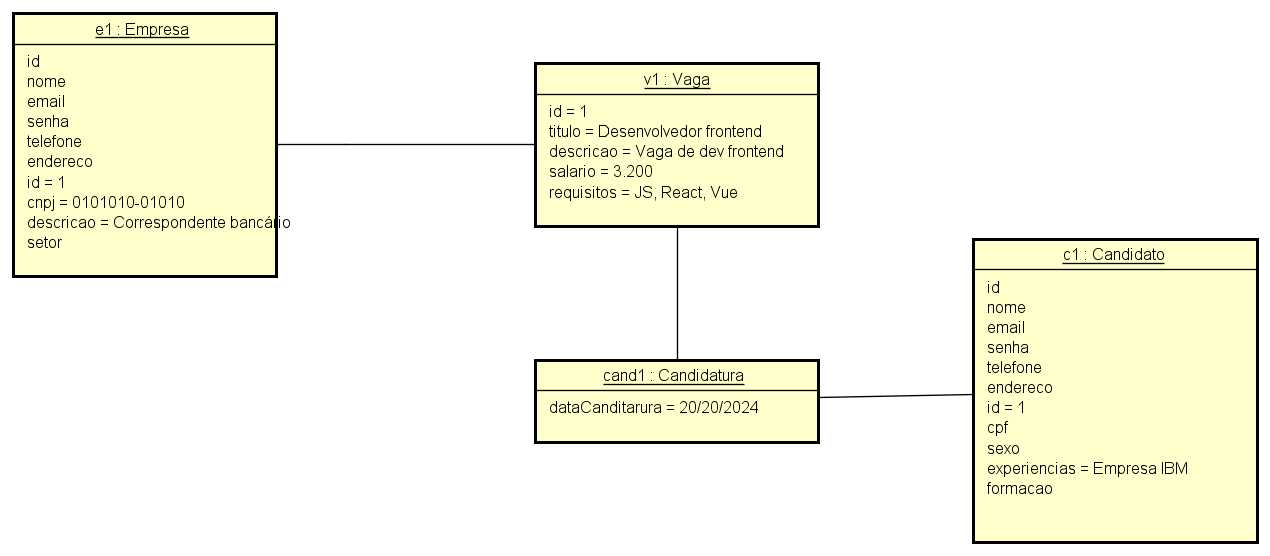 e1 : Empresa
id
nome
email
senha
telefone
endereco
id = 1
cnpj = 0101010-01010
descricao = Correspondente bancário
setor
v1 : Vaga
id = 1
titulo = Desenvolvedor frontend
descricao = Vaga de dev frontend
salario = 3.200
requisitos = JS, React, Vue
cand1 : Candidatura
dataCanditarura = 20/20/2024
c1 : Candidato
id
nome
email
senha
telefone
endereco
id = 1
cpf
sexo
experiencias = Empresa IBM
formacao